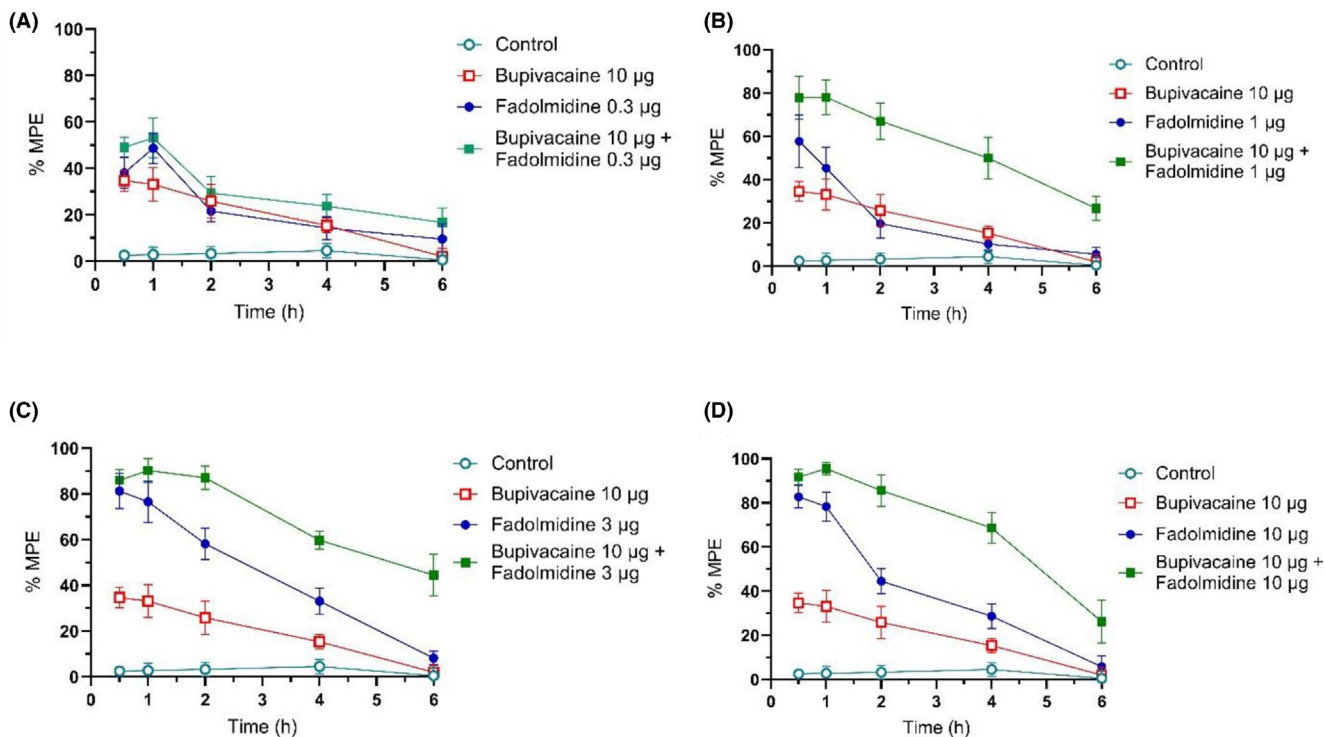 (A)
100
80
60
40
20
0
% MPE
0
1
2
3
4
5
6
Time (h)
Control
Bupivacaine 10 µg
Fadolmidine 0.3 µg
Bupivacaine 10 µg +
Fadolmidine 0.3 µg
(B)
100
80
60
40
20
0
% MPE
0
1
2
3
4
5
6
Time (h)
Control
Bupivacaine 10 µg
Fadolmidine 1 µg
Bupivacaine 10 µg +
Fadolmidine 1 µg
(C)
100
80
60
40
20
0
% MPE
0
1
2
3
4
5
6
Time (h)
Control
Bupivacaine 10 µg
Fadolmidine 3 µg
Bupivacaine 10 µg +
Fadolmidine 3 µg
(D)
100
80
60
40
20
0
% MPE
0
1
2
3
4
5
6
Time (h)
Control
Bupivacaine 10 µg
Fadolmidine 10 µg
Bupivacaine 10 µg +
Fadolmidine 10 µg